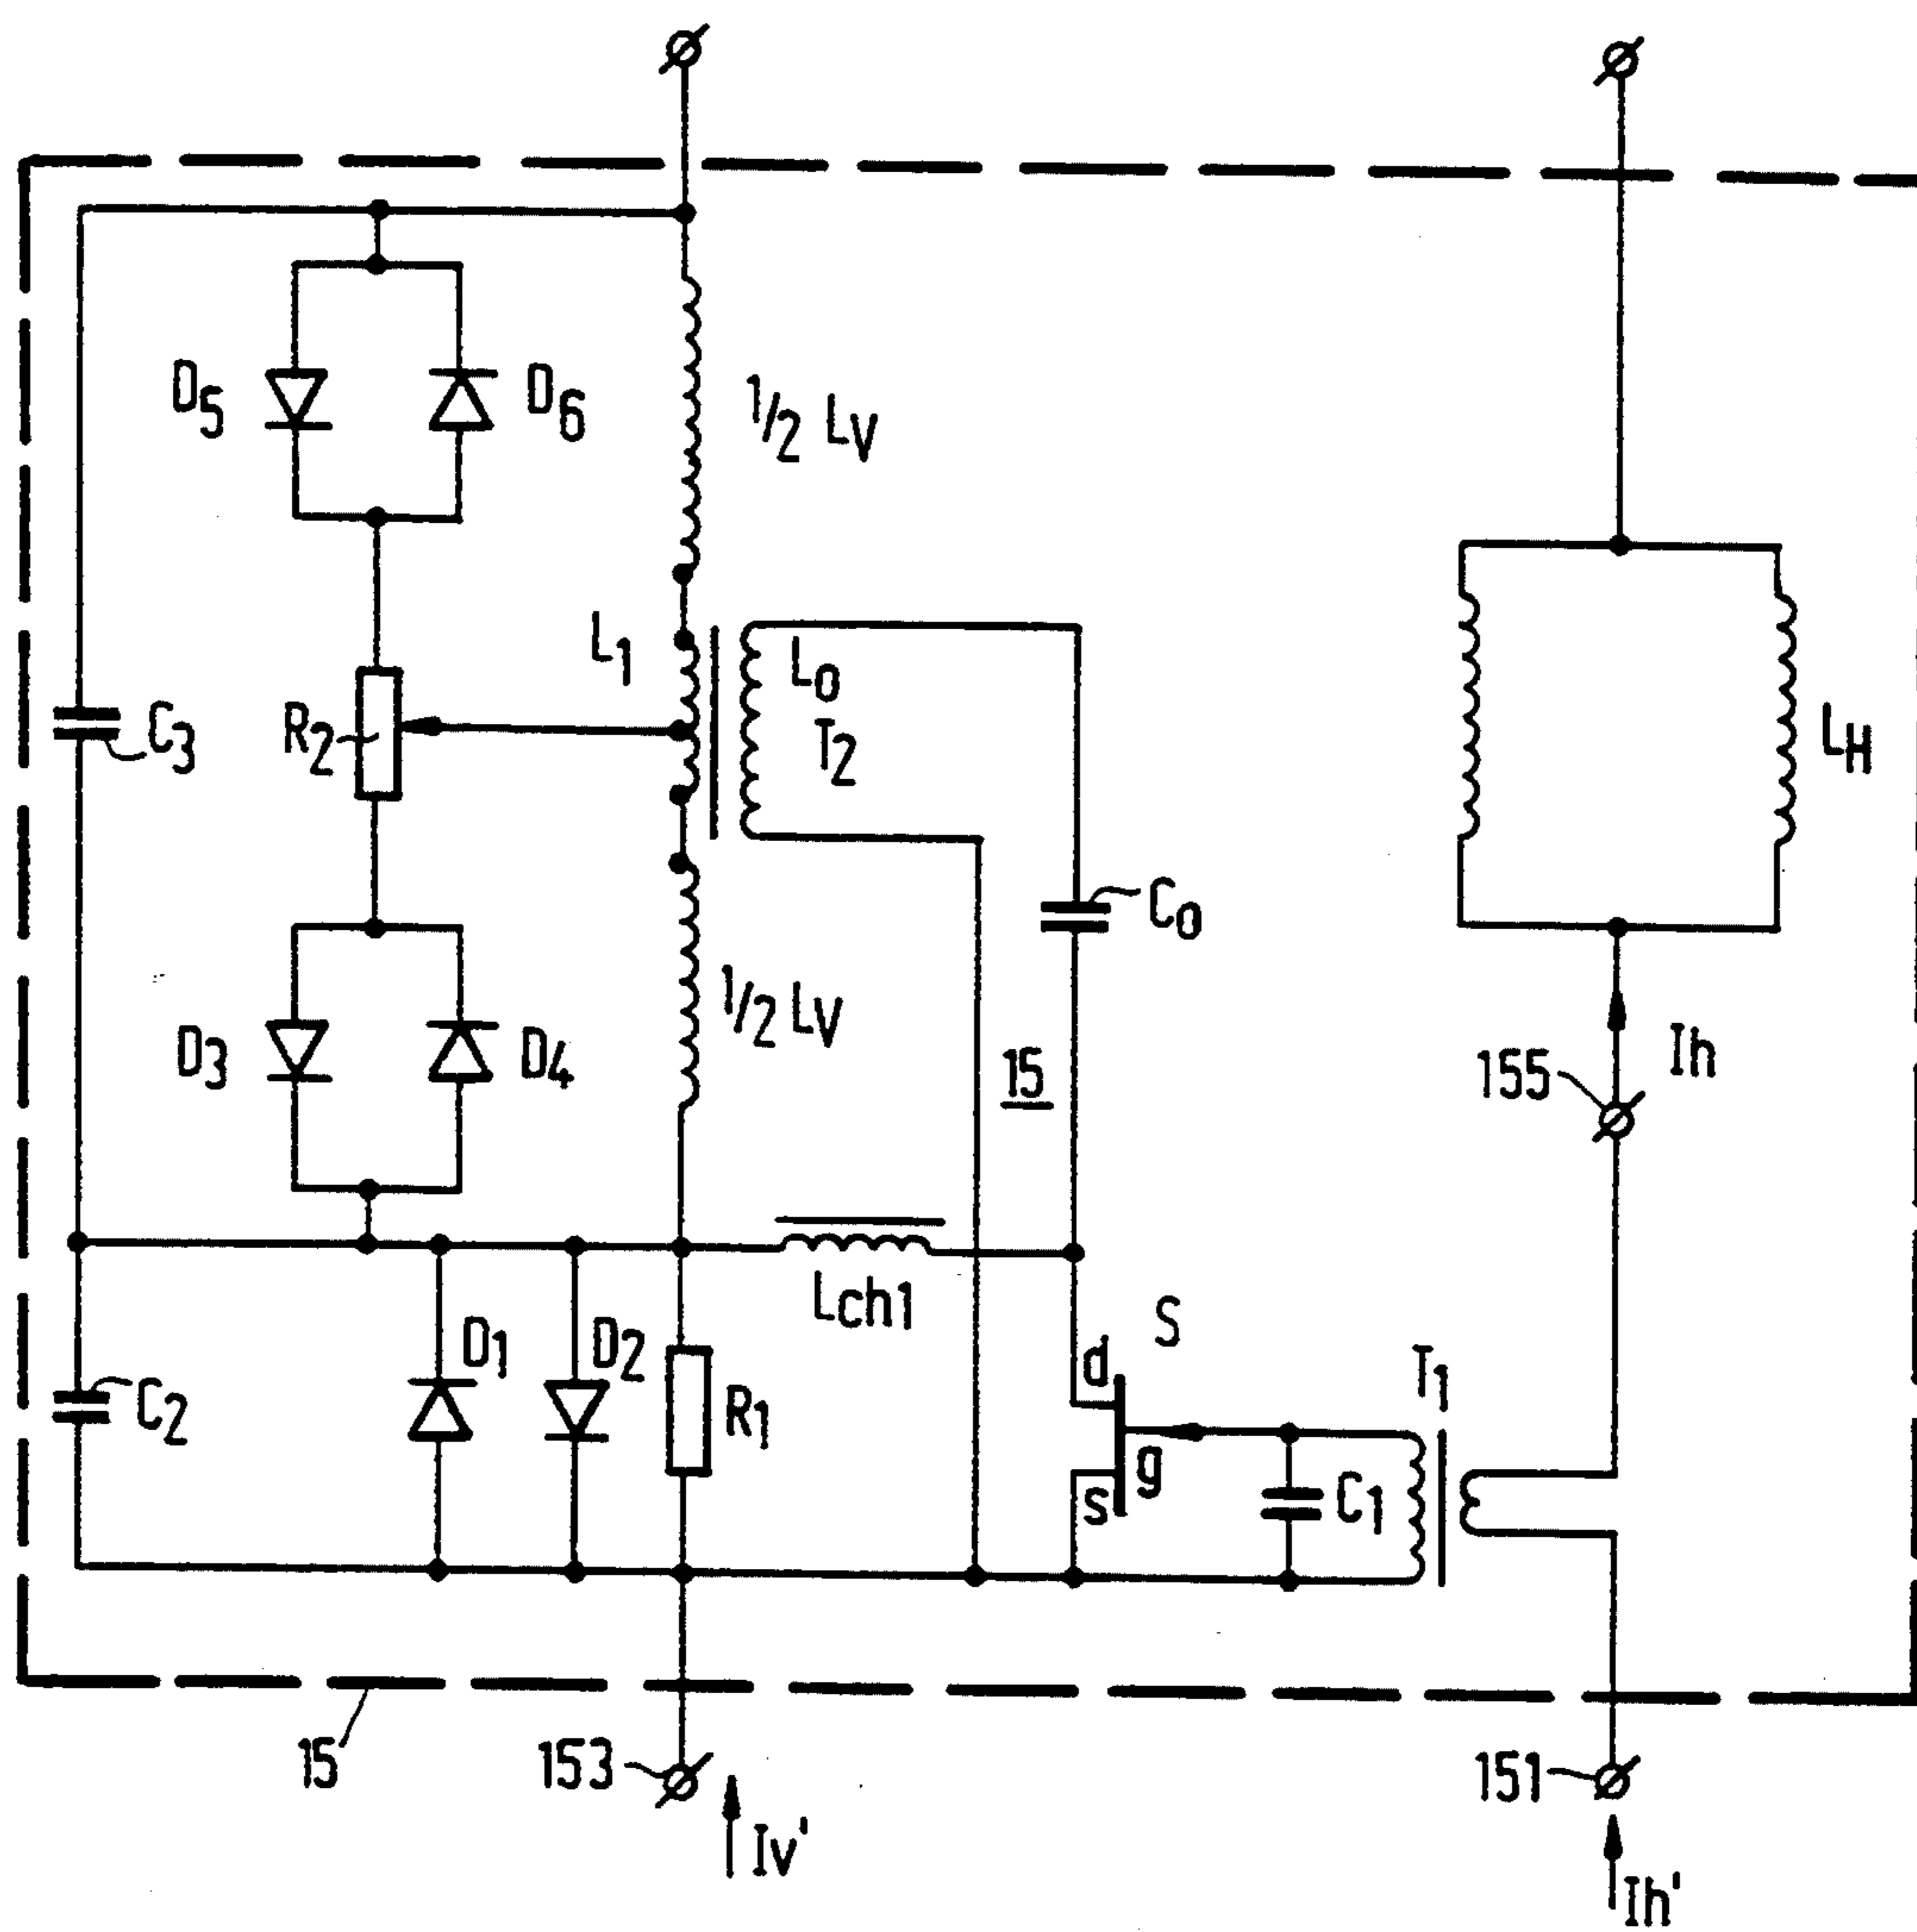 D5
D6
1/2 LV
L1
L0
T2
C3
R2
LH
C0
D3
D4
1/2 LV
15
155
Ih
Lch1
S
D1
D2
d
T1
C2
R1
g
s
C1
15
153
151
Iv'
Ih'